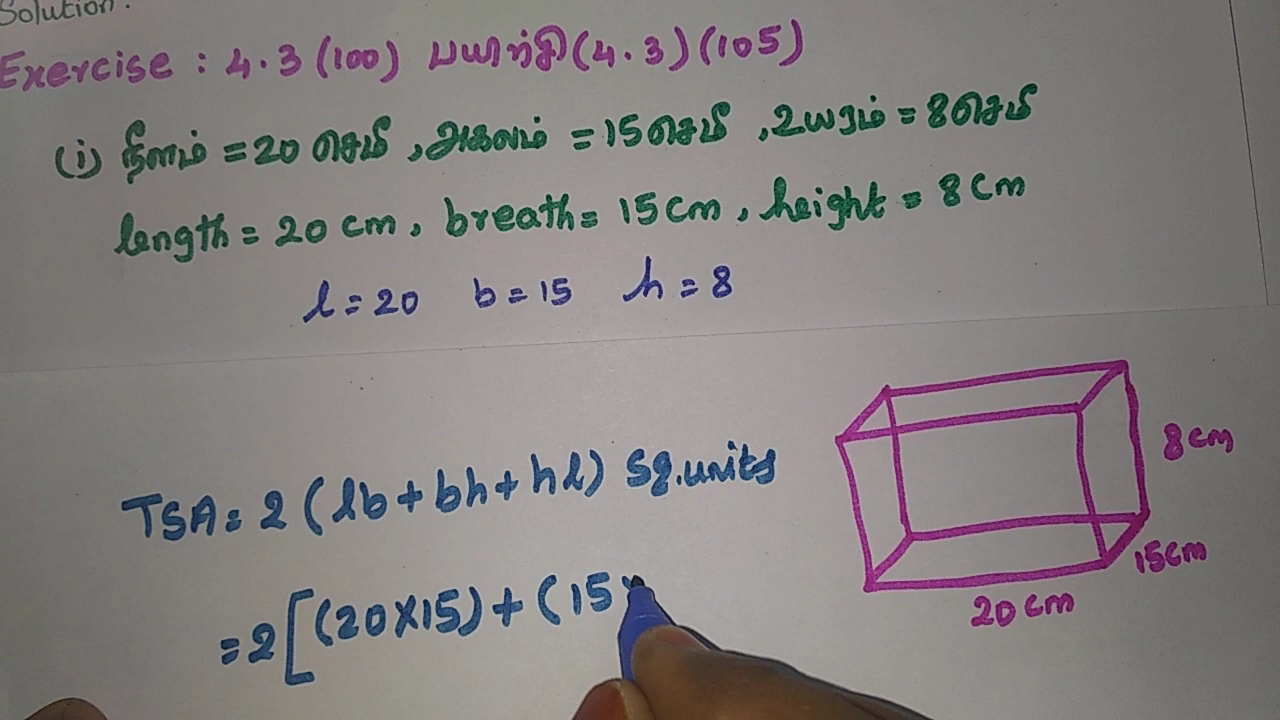 Solution:
Exercise : 4.3 (100) பயிற்சி (4.3) (105)
(i) நீளம் = 20 செமீ , அகலம் = 15 செமீ , உயரம் = 8 செமீ
length = 20 cm, breath = 15 cm, height = 8 cm
l = 20 b = 15 h = 8
TSA = 2 (lb + bh + hl) sq.units
= 2 [(20×15) + (15×
8 cm
15cm
20 cm